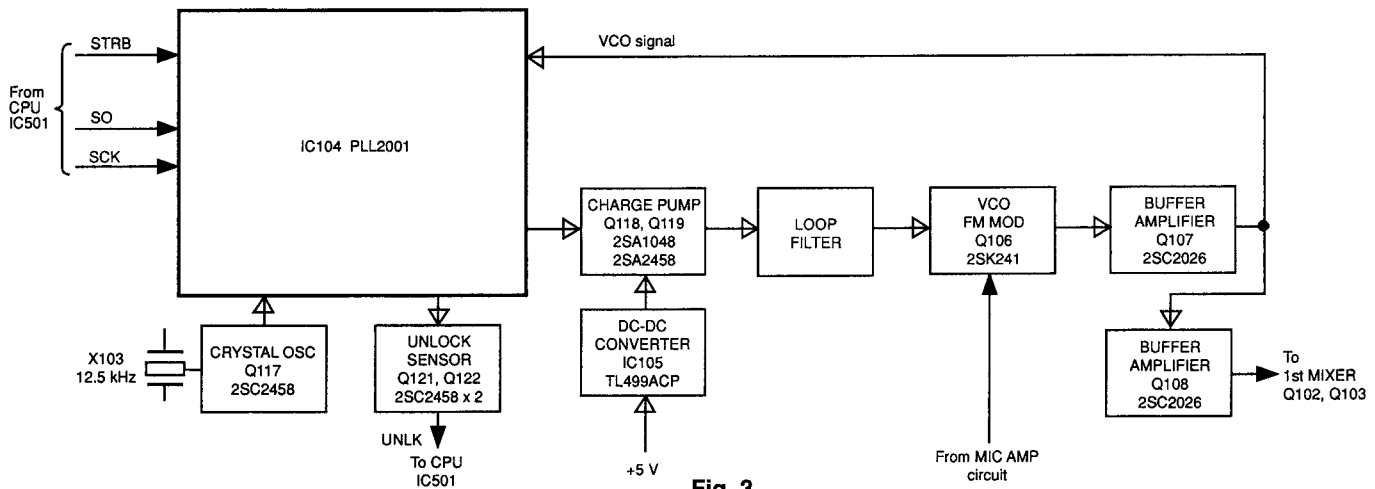 STRB
VCO signal
From
CPU
IC501
SO
IC104 PLL2001
SCK
CHARGE PUMP
Q118, Q119
2SA1048
2SA2458
LOOP
FILTER
VCO
FM MOD
Q106
2SK241
BUFFER
AMPLIFIER
Q107
2SC2026
X103
12.5 kHz
CRYSTAL OSC
Q117
2SC2458
UNLOCK
SENSOR
Q121, Q122
2SC2458 x 2
DC-DC
CONVERTER
IC105
TL499ACP
BUFFER
AMPLIFIER
Q108
2SC2026
To
1st MIXER
Q102, Q103
UNLK
To CPU
IC501
+5 V
From MIC AMP
circuit
Fig. 3